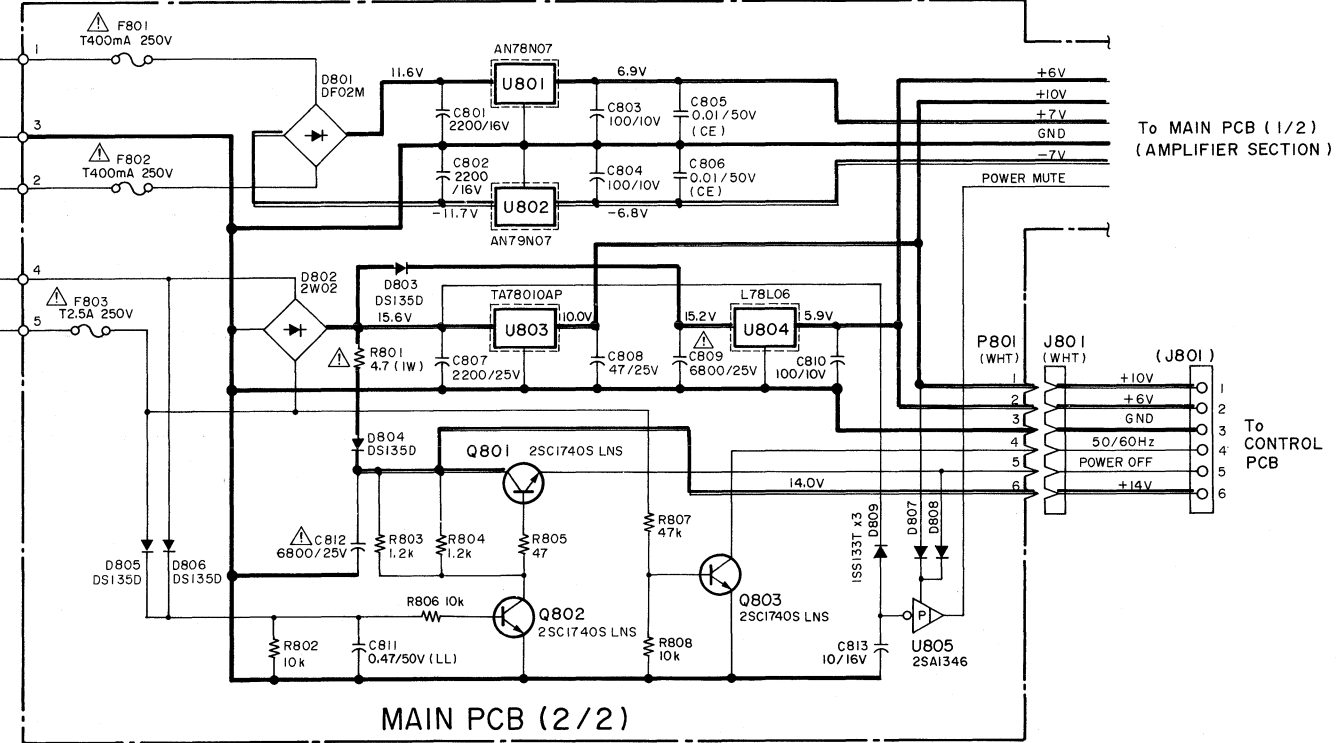 F801
T400mA 250V
1
D801
DF02M
11.6V
AN78N07
U801
6.9V
C801
2200/16V
C803
100/10V
C805
0.01/50V
(CE)
+6V
+10V
+7V
GND
-7V
POWER MUTE
To MAIN PCB (1/2)
(AMPLIFIER SECTION)
3
F802
T400mA 250V
2
C802
2200
/16V
C804
100/10V
C806
0.01/50V
(CE)
-11.7V
U802
-6.8V
AN79N07
4
D802
2W02
D803
DS135D
F803
T2.5A 250V
5
15.6V
TA78010AP
U803
10.0V
15.2V
L78L06
U804
5.9V
R801
4.7 (1W)
C807
2200/25V
C808
47/25V
C809
6800/25V
C810
100/10V
P801
(WHT)
J801
(WHT)
(J801)
1
+10V
1
2
+6V
2
3
GND
3
4
50/60Hz
4
5
POWER OFF
5
6
+14V
6
To
CONTROL
PCB
D804
DS135D
Q801
2SC1740S LNS
14.0V
C812
6800/25V
R803
1.2k
R804
1.2k
R805
47
R807
47k
1SS133T x3
D809
D807
D808
D805
DS135D
D806
DS135D
R806 10k
Q802
2SC1740S LNS
Q803
2SC1740S LNS
P
U805
2SA1346
R802
10k
C811
0.47/50V (LL)
R808
10k
C813
10/16V
MAIN PCB (2/2)